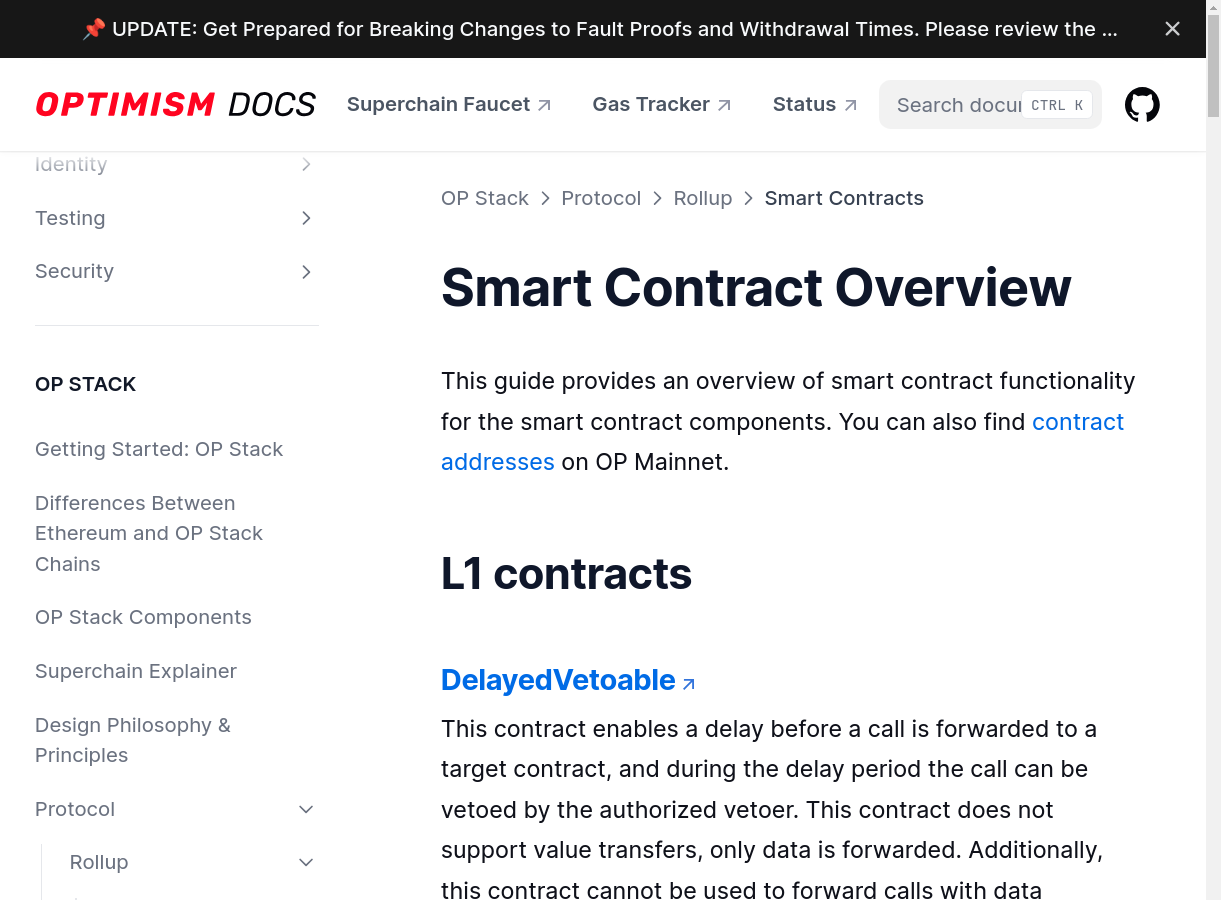 📌 UPDATE: Get Prepared for Breaking Changes to Fault Proofs and Withdrawal Times. Please review the ...
OPTIMISM DOCS
Superchain Faucet
Gas Tracker
Status
Search docu
CTRL K
Identity
Testing
Security
OP STACK
Getting Started: OP Stack
Differences Between
Ethereum and OP Stack
Chains
OP Stack Components
Superchain Explainer
Design Philosophy &
Principles
Protocol
Rollup
OP Stack > Protocol > Rollup > Smart Contracts
Smart Contract Overview
This guide provides an overview of smart contract functionality
for the smart contract components. You can also find contract
addresses on OP Mainnet.
L1 contracts
DelayedVetoable
This contract enables a delay before a call is forwarded to a
target contract, and during the delay period the call can be
vetoed by the authorized vetoer. This contract does not
support value transfers, only data is forwarded. Additionally,
this contract cannot be used to forward calls with data